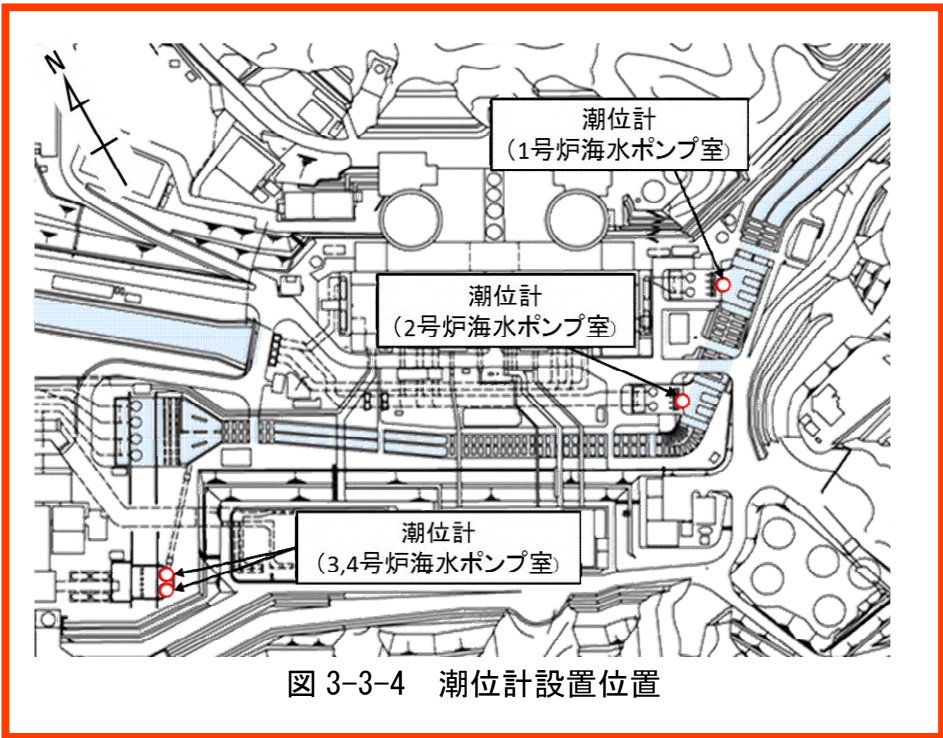 N
潮位計
（1号炉海水ポンプ室）
潮位計
（2号炉海水ポンプ室）
潮位計
（3,4号炉海水ポンプ室）
図 3-3-4　潮位計設置位置